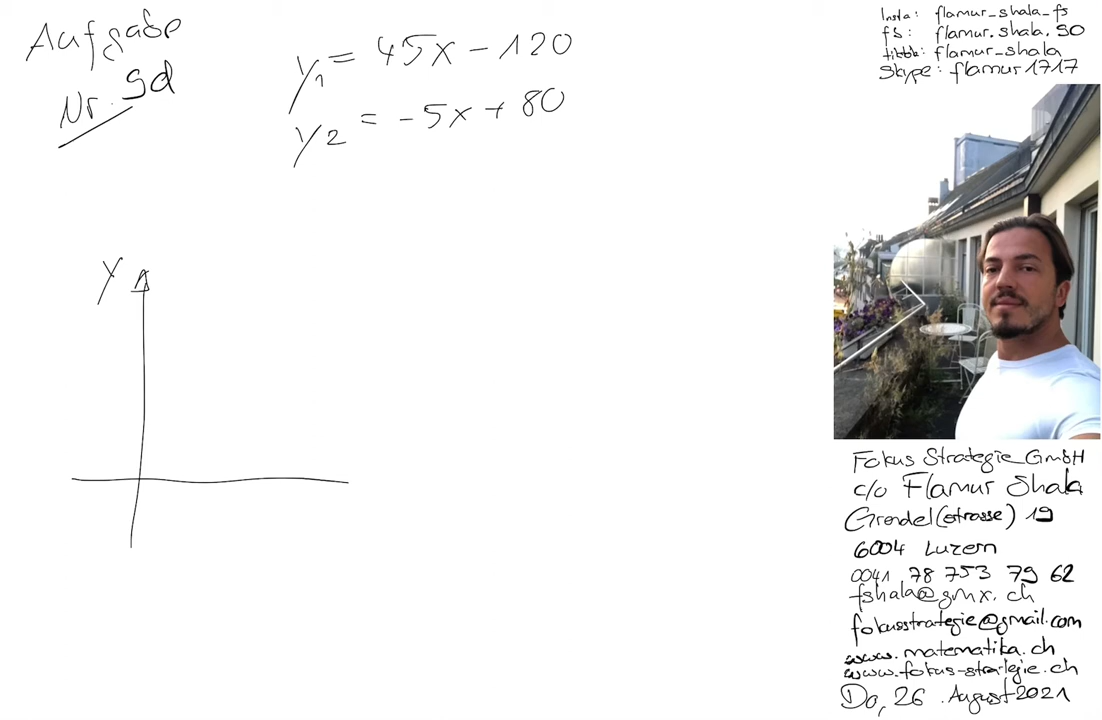 Aufgabe
Nr. 9d
y1 = 45x - 120
y2 = -5x + 80
y
Insta: flamur_shala_fs
fb: flamur.shala.90
tiktok: flamur_shala
Skype: flamur1717
Fokus Strategie GmbH
c/o Flamur Shala
Grendel(strasse) 19
6004 Luzern
0041 78 753 79 62
fshala@gmx.ch
fokusstrategie@gmail.com
www.matematika.ch
www.fokus-strategie.ch
Do, 26. August 2021